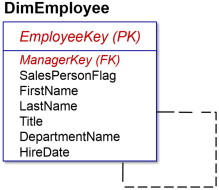 DimEmployee
EmployeeKey (PK)
ManagerKey (FK)
SalesPersonFlag
FirstName
LastName
Title
DepartmentName
HireDate